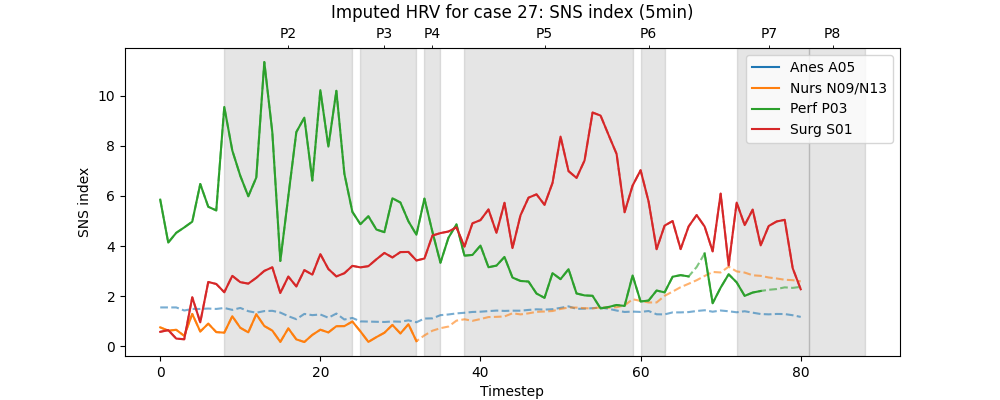 Imputed HRV for case 27: SNS index (5min)
P2 P3 P4 P5 P6 P7 P8
Anes A05
Nurs N09/N13
Perf P03
Surg S01
SNS index
10
8
6
4
2
0
0 20 40 60 80
Timestep